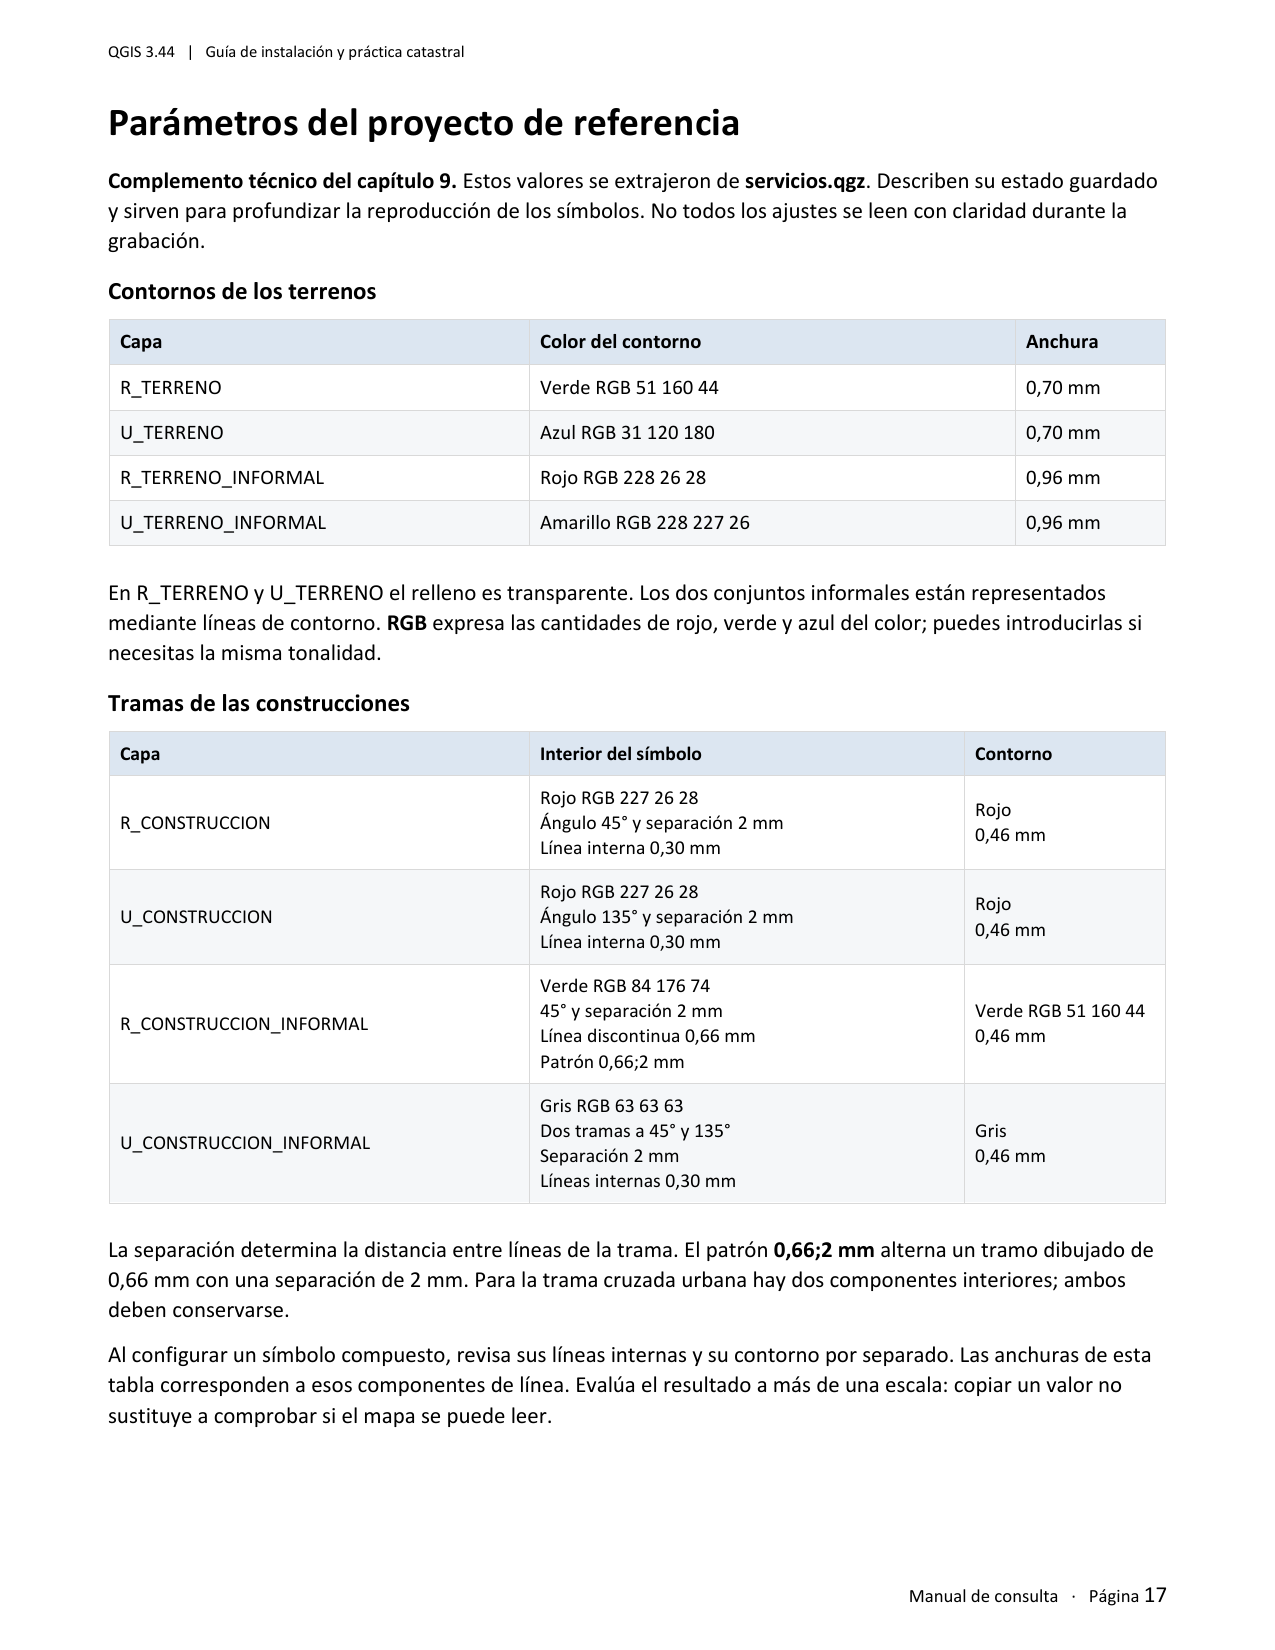 QGIS 3.44 | Guía de instalación y práctica catastral
Parámetros del proyecto de referencia
Complemento técnico del capítulo 9. Estos valores se extrajeron de servicios.qgz. Describen su estado guardado
y sirven para profundizar la reproducción de los símbolos. No todos los ajustes se leen con claridad durante la
grabación.
Contornos de los terrenos
Capa Color del contorno Anchura
R_TERRENO Verde RGB 51 160 44 0,70 mm
U_TERRENO Azul RGB 31 120 180 0,70 mm
R_TERRENO_INFORMAL Rojo RGB 228 26 28 0,96 mm
U_TERRENO_INFORMAL Amarillo RGB 228 227 26 0,96 mm
En R_TERRENO y U_TERRENO el relleno es transparente. Los dos conjuntos informales están representados
mediante líneas de contorno. RGB expresa las cantidades de rojo, verde y azul del color; puedes introducirlas si
necesitas la misma tonalidad.
Tramas de las construcciones
Capa Interior del símbolo Contorno
R_CONSTRUCCION
Rojo RGB 227 26 28
Ángulo 45° y separación 2 mm
Línea interna 0,30 mm
Rojo
0,46 mm
U_CONSTRUCCION
Rojo RGB 227 26 28
Ángulo 135° y separación 2 mm
Línea interna 0,30 mm
Rojo
0,46 mm
R_CONSTRUCCION_INFORMAL
Verde RGB 84 176 74
45° y separación 2 mm
Línea discontinua 0,66 mm
Patrón 0,66;2 mm
Verde RGB 51 160 44
0,46 mm
U_CONSTRUCCION_INFORMAL
Gris RGB 63 63 63
Dos tramas a 45° y 135°
Separación 2 mm
Líneas internas 0,30 mm
Gris
0,46 mm
La separación determina la distancia entre líneas de la trama. El patrón 0,66;2 mm alterna un tramo dibujado de
0,66 mm con una separación de 2 mm. Para la trama cruzada urbana hay dos componentes interiores; ambos
deben conservarse.
Al configurar un símbolo compuesto, revisa sus líneas internas y su contorno por separado. Las anchuras de esta
tabla corresponden a esos componentes de línea. Evalúa el resultado a más de una escala: copiar un valor no
sustituye a comprobar si el mapa se puede leer.
Manual de consulta · Página 17